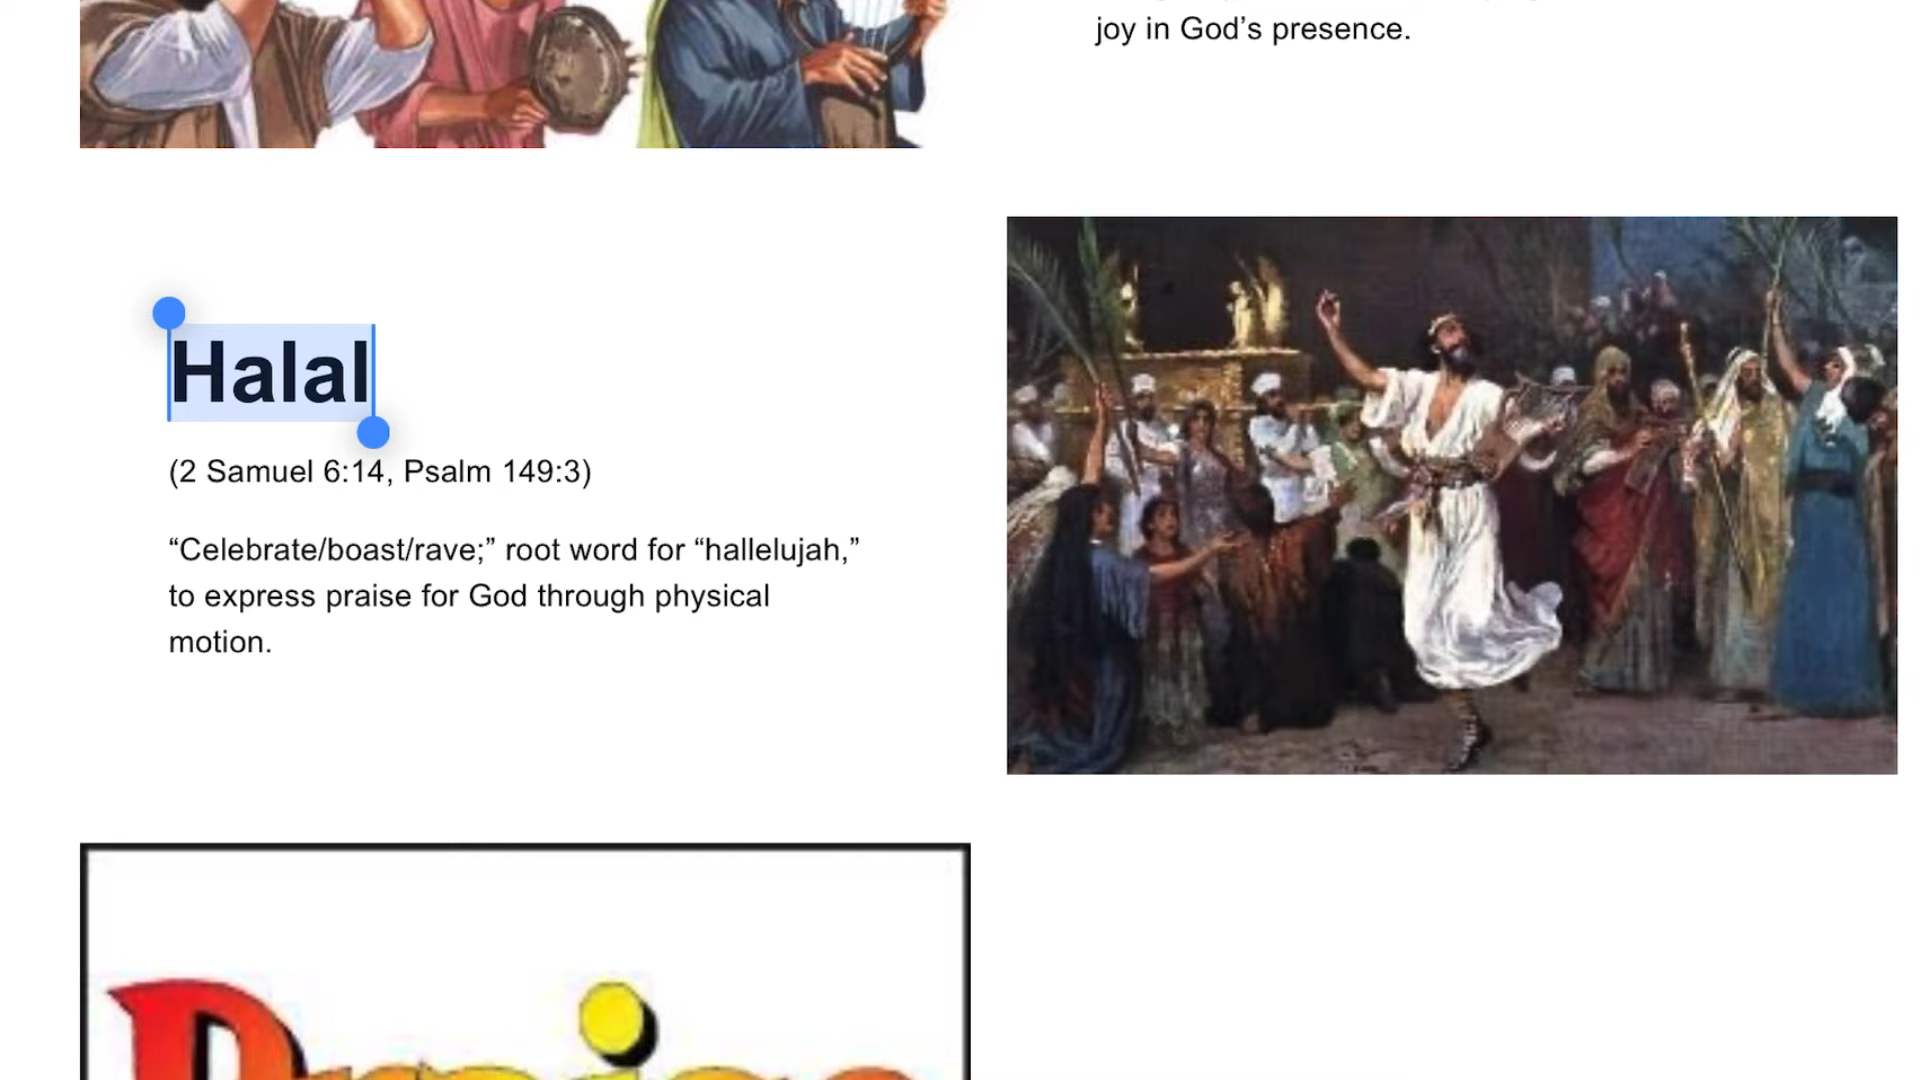 joy in God’s presence.
Halal
(2 Samuel 6:14, Psalm 149:3)
“Celebrate/boast/rave;” root word for “hallelujah,”
to express praise for God through physical
motion.
Praise